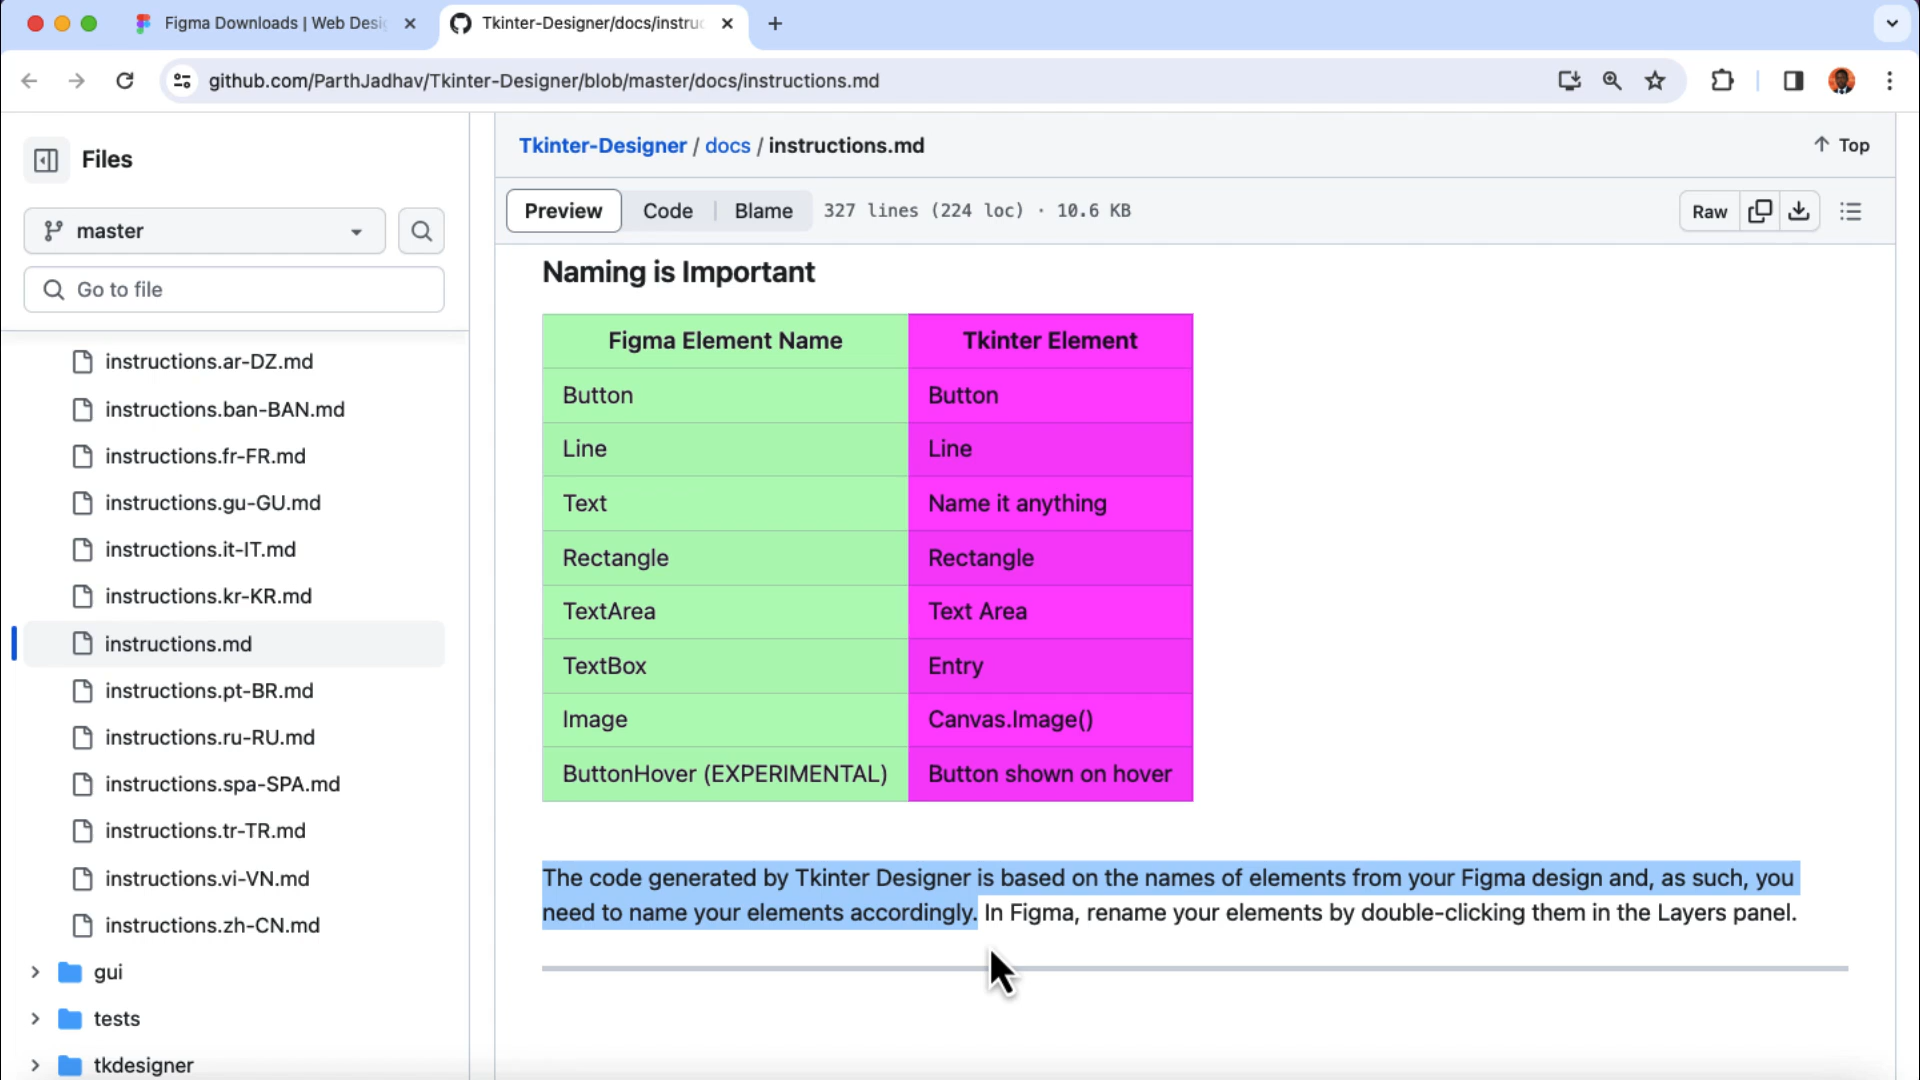 Figma Downloads | Web Desi
Tkinter-Designer/docs/instruc
github.com/ParthJadhav/Tkinter-Designer/blob/master/docs/instructions.md
Files
master
Go to file
instructions.ar-DZ.md
instructions.ban-BAN.md
instructions.fr-FR.md
instructions.gu-GU.md
instructions.it-IT.md
instructions.kr-KR.md
instructions.md
instructions.pt-BR.md
instructions.ru-RU.md
instructions.spa-SPA.md
instructions.tr-TR.md
instructions.vi-VN.md
instructions.zh-CN.md
gui
tests
tkdesigner
Tkinter-Designer / docs / instructions.md
Top
Preview Code Blame 327 lines (224 loc) · 10.6 KB
Raw
Naming is Important
Figma Element Name Tkinter Element
Button Button
Line Line
Text Name it anything
Rectangle Rectangle
TextArea Text Area
TextBox Entry
Image Canvas.Image()
ButtonHover (EXPERIMENTAL) Button shown on hover
The code generated by Tkinter Designer is based on the names of elements from your Figma design and, as such, you
need to name your elements accordingly. In Figma, rename your elements by double-clicking them in the Layers panel.